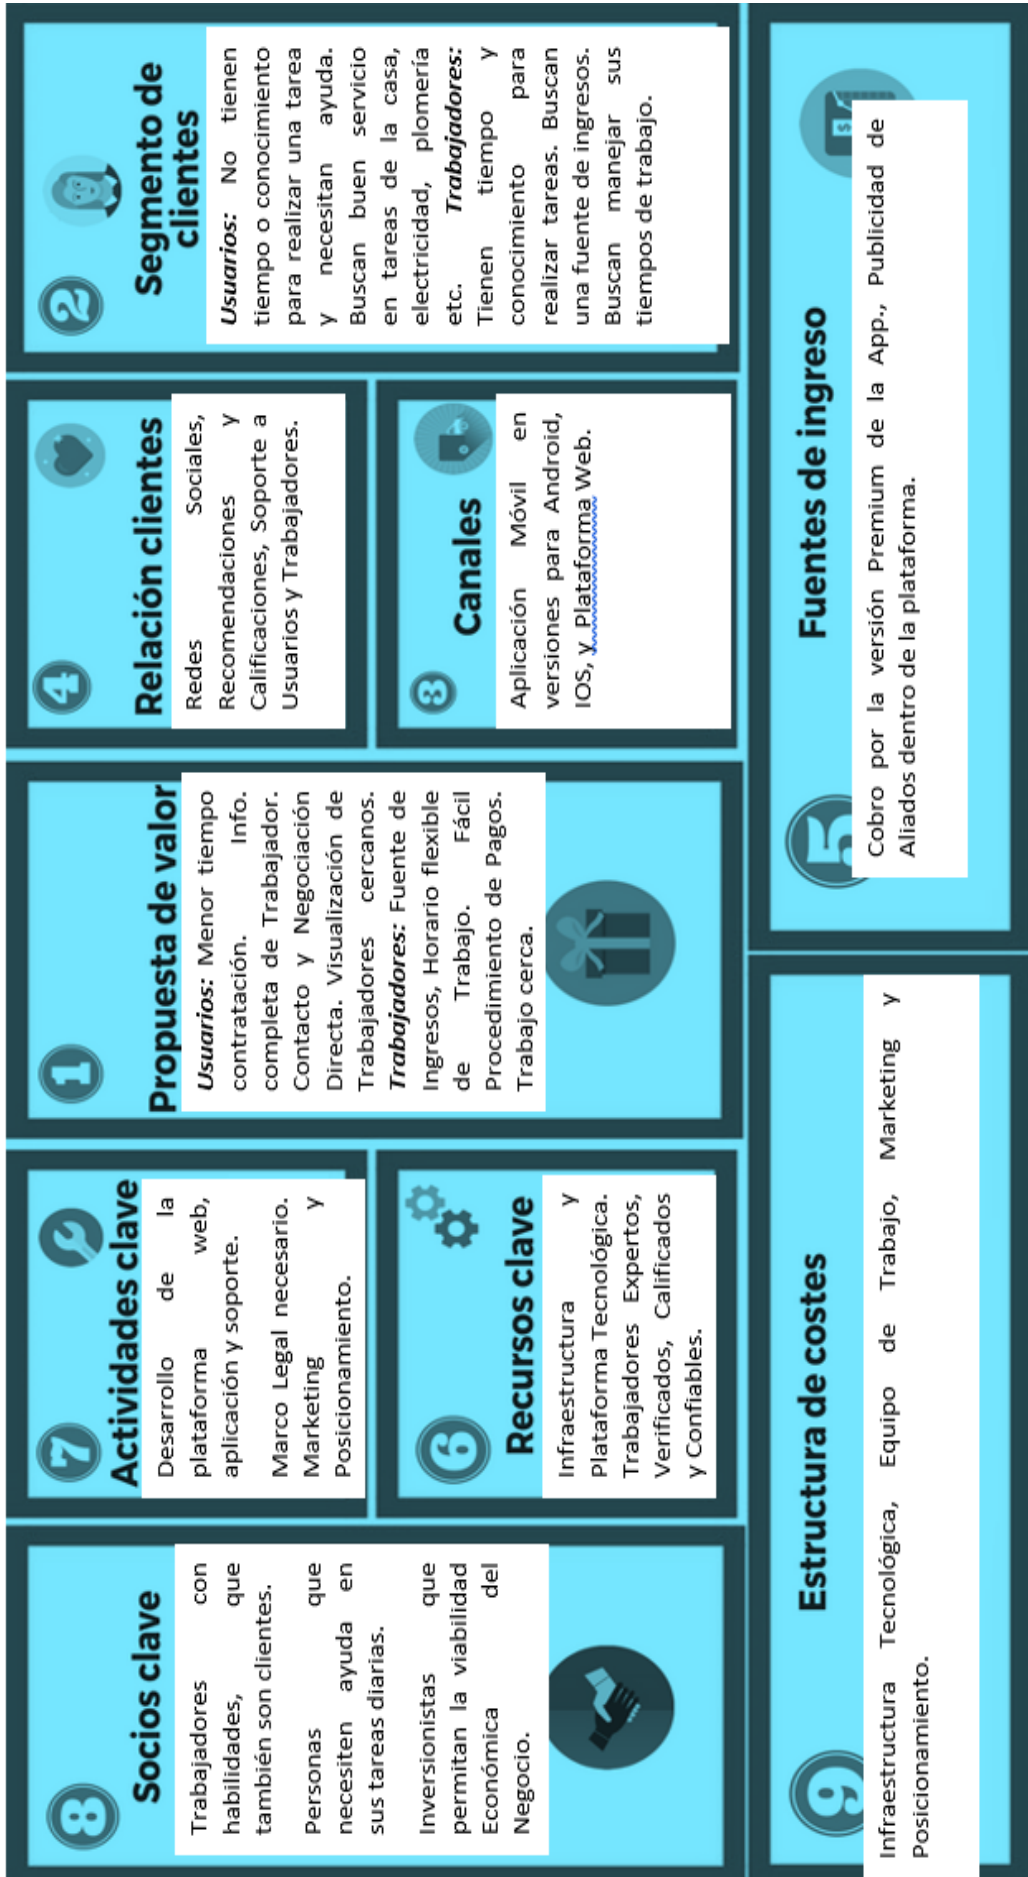 8
Socios clave
Trabajadores con
habilidades, que
también son clientes.
Personas que
necesiten ayuda en
sus tareas diarias.
Inversionistas que
permitan la viabilidad
Económica del
Negocio.
7
Actividades clave
Desarrollo de la
plataforma web,
aplicación y soporte.
Marco Legal necesario.
Marketing y
Posicionamiento.
6
Recursos clave
Infraestructura y
Plataforma Tecnológica.
Trabajadores Expertos,
Verificados, Calificados
y Confiables.
1
Propuesta de valor
Usuarios: Menor tiempo
contratación. Info.
completa de Trabajador.
Contacto y Negociación
Directa. Visualización de
Trabajadores cercanos.
Trabajadores: Fuente de
Ingresos, Horario flexible
de Trabajo. Fácil
Procedimiento de Pagos.
Trabajo cerca.
4
Relación clientes
Redes Sociales,
Recomendaciones y
Calificaciones, Soporte a
Usuarios y Trabajadores.
3
Canales
Aplicación Móvil en
versiones para Android,
IOS, y Plataforma Web.
2
Segmento de
clientes
Usuarios: No tienen
tiempo o conocimiento
para realizar una tarea
y necesitan ayuda.
Buscan buen servicio
en tareas de la casa,
electricidad, plomería
etc. Trabajadores:
Tienen tiempo y
conocimiento para
realizar tareas. Buscan
una fuente de ingresos.
Buscan manejar sus
tiempos de trabajo.
9
Estructura de costes
Infraestructura Tecnológica, Equipo de Trabajo, Marketing y
Posicionamiento.
5
Fuentes de ingreso
$
Cobro por la versión Premium de la App., Publicidad de
Aliados dentro de la plataforma.